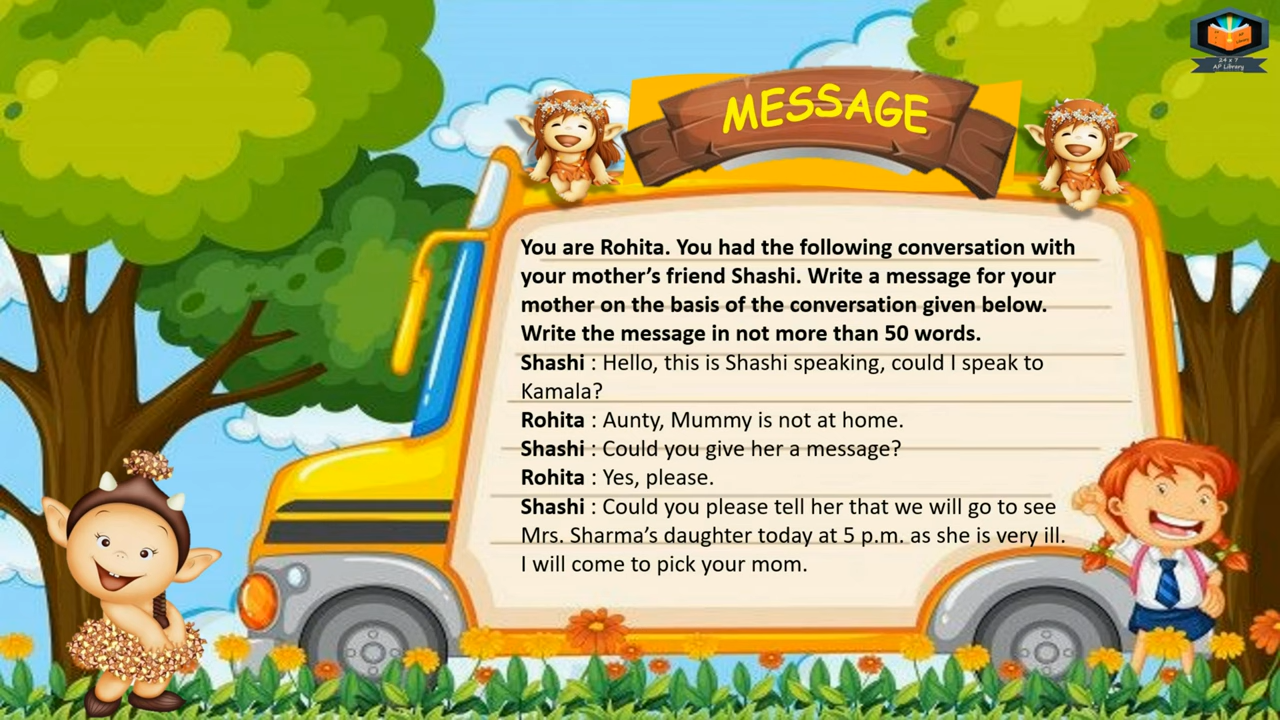 MESSAGE
24 x 7
AP Library
You are Rohita. You had the following conversation with
your mother’s friend Shashi. Write a message for your
mother on the basis of the conversation given below.
Write the message in not more than 50 words.
Shashi : Hello, this is Shashi speaking, could I speak to
Kamala?
Rohita : Aunty, Mummy is not at home.
Shashi : Could you give her a message?
Rohita : Yes, please.
Shashi : Could you please tell her that we will go to see
Mrs. Sharma’s daughter today at 5 p.m. as she is very ill.
I will come to pick your mom.